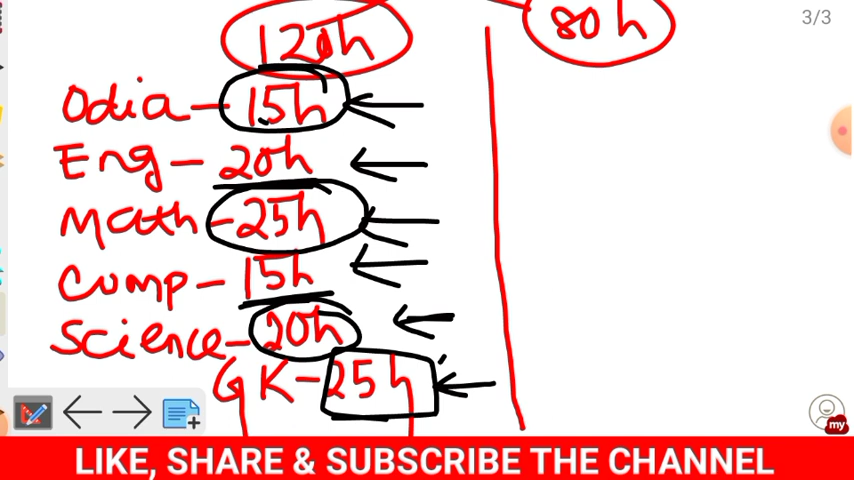 120h 80h 3/3
Odia - 15h
Eng - 20h
Math - 25h
Comp - 15h
Science - 20h
GK - 25h
my
LIKE, SHARE & SUBSCRIBE THE CHANNEL